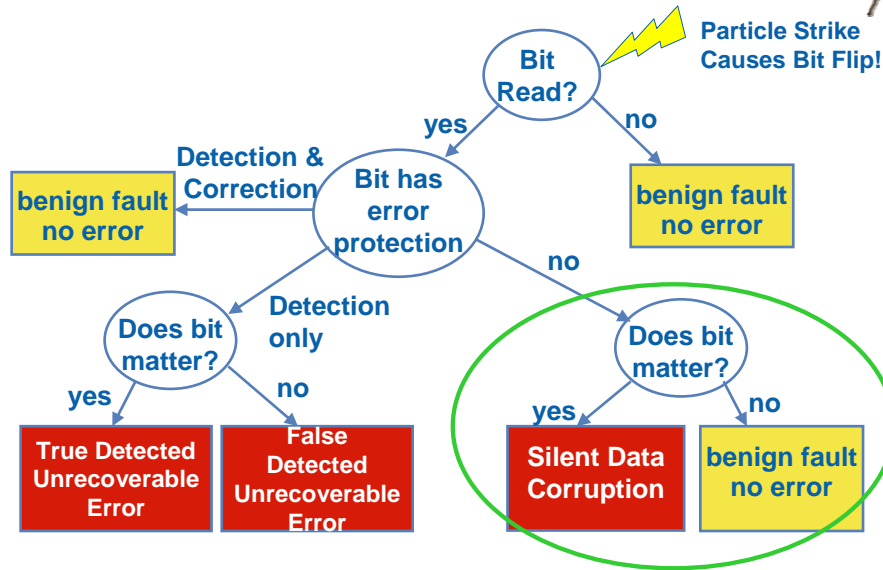 Particle Strike
Causes Bit Flip!
Bit
Read?
yes
no
Detection &
Correction
benign fault
no error
Bit has
error
protection
benign fault
no error
Detection
only
no
Does bit
matter?
yes
no
Does bit
matter?
yes
no
True Detected
Unrecoverable
Error
False
Detected
Unrecoverable
Error
Silent Data
Corruption
benign fault
no error